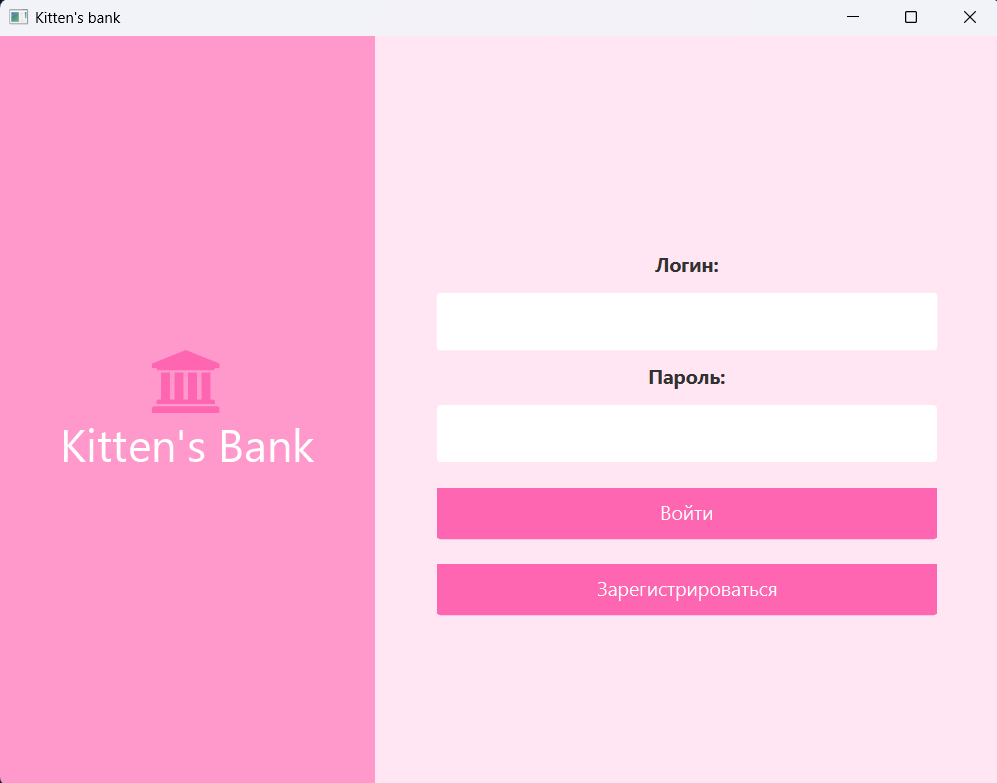 Kitten's bank
Kitten's Bank
Логин:
Пароль:
Войти
Зарегистрироваться